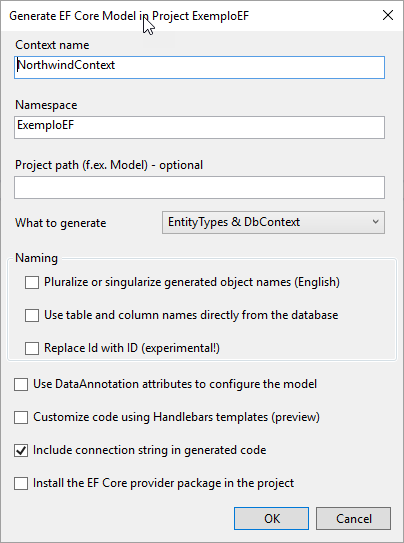 Generate EF Core Model in Project ExemploEF
Context name
NorthwindContext
Namespace
ExemploEF
Project path (f.ex. Model) - optional
What to generate EntityTypes & DbContext
Naming
Pluralize or singularize generated object names (English)
Use table and column names directly from the database
Replace Id with ID (experimental!)
Use DataAnnotation attributes to configure the model
Customize code using Handlebars templates (preview)
Include connection string in generated code
Install the EF Core provider package in the project
OK Cancel